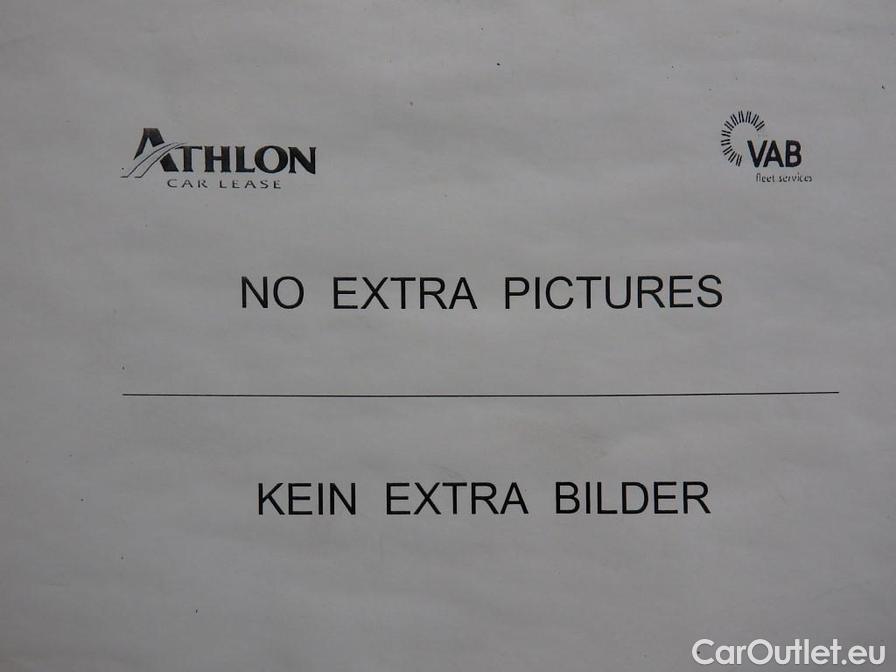 ATHLON
CAR LEASE
VAB
fleet services
NO EXTRA PICTURES
KEIN EXTRA BILDER
CarOutlet.eu